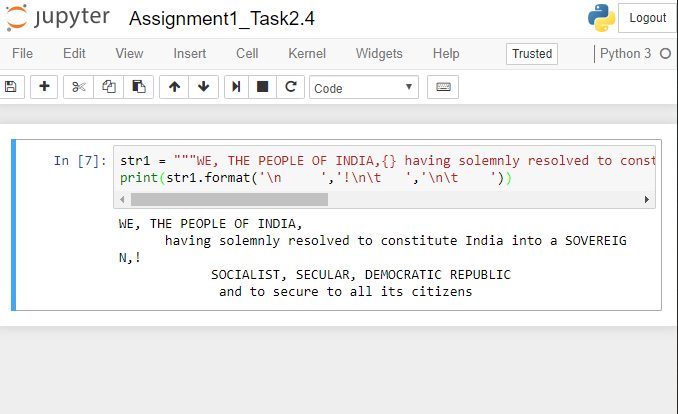 jupyter Assignment1_Task2.4
Logout
File Edit View Insert Cell Kernel Widgets Help Trusted Python 3
Code
In [7]: str1 = """WE, THE PEOPLE OF INDIA,{} having solemnly resolved to const
print(str1.format('\n     ','!\n\t   ','\n\t    '))
WE, THE PEOPLE OF INDIA,
      having solemnly resolved to constitute India into a SOVEREIG
N,!
            SOCIALIST, SECULAR, DEMOCRATIC REPUBLIC
             and to secure to all its citizens